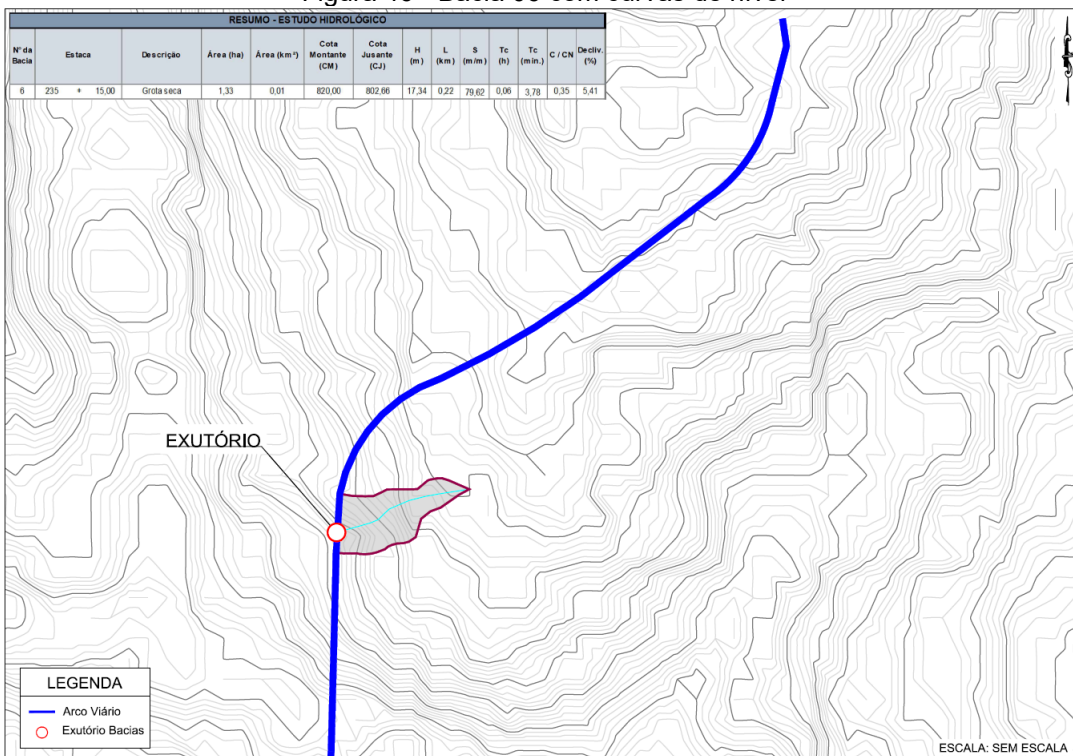 RESUMO - ESTUDO HIDROLÓGICO
N° da Bacia Estaca Descrição Área (ha) Área (km²) Cota Montante (CM) Cota Jusante (CJ) H (m) L (km) S (m/m) Tc (h) Tc (min.) C / CN Decliv. (%)
6 235 + 15,00 Grota seca 1,33 0,01 820,00 802,66 17,34 0,22 79,62 0,06 3,78 0,35 5,41
EXUTÓRIO
LEGENDA
Arco Viário
Exutório Bacias
ESCALA: SEM ESCALA